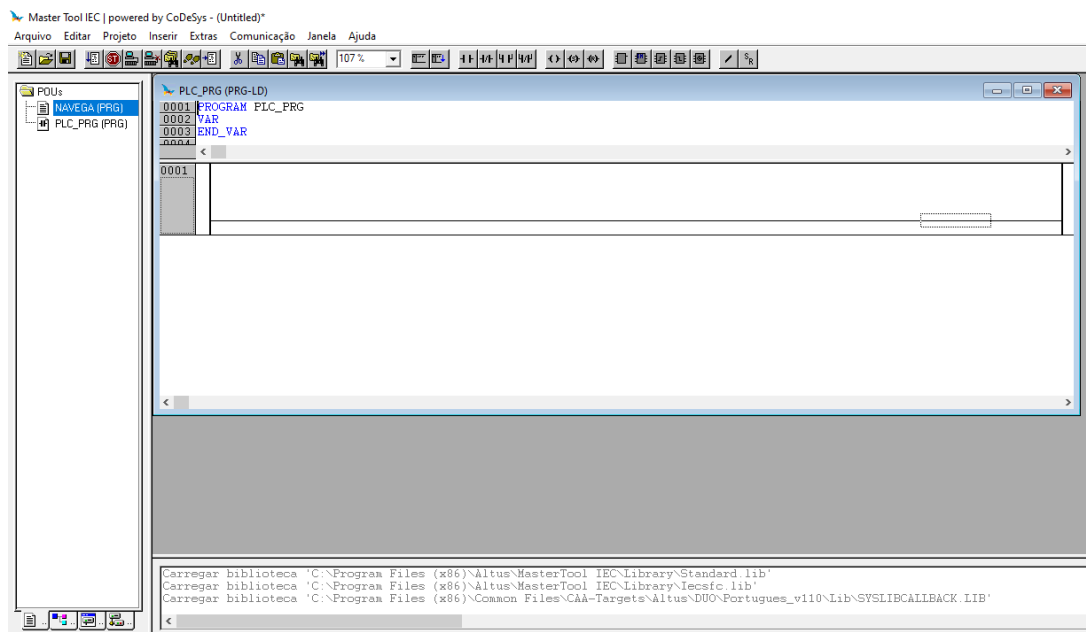 Master Tool IEC | powered by CoDeSys - (Untitled)*
Arquivo Editar Projeto Inserir Extras Comunicação Janela Ajuda
107 %
POUs
NAVEGA (PRG)
PLC_PRG (PRG)
PLC_PRG (PRG-LD)
0001 PROGRAM PLC_PRG
0002 VAR
0003 END_VAR
0004
0001
Carregar biblioteca 'C:\Program Files (x86)\Altus\MasterTool IEC\Library\Standard.lib'
Carregar biblioteca 'C:\Program Files (x86)\Altus\MasterTool IEC\Library\Iecsfc.lib'
Carregar biblioteca 'C:\Program Files (x86)\Common Files\CAA-Targets\Altus\DUO\Portugues_v110\Lib\SYSLIBCALLBACK.LIB'